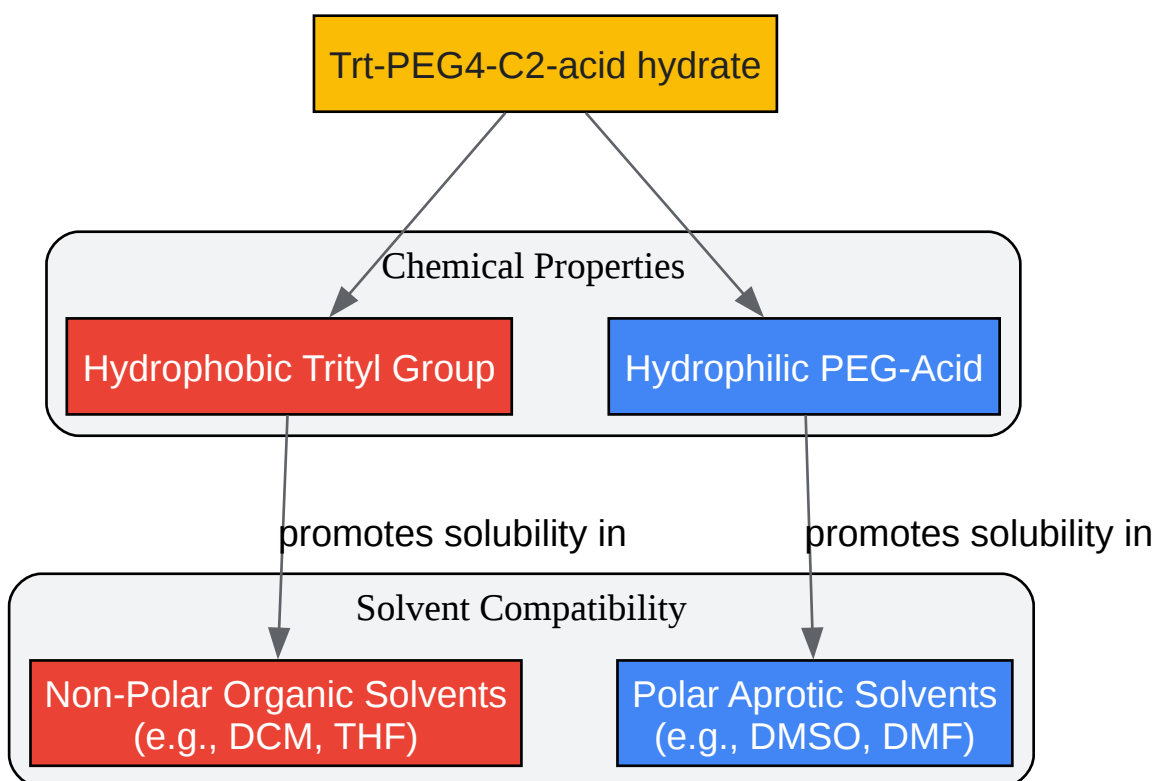 Trt-PEG4-C2-acid hydrate
Chemical Properties
Hydrophobic Trityl Group
Hydrophilic PEG-Acid
promotes solubility in
promotes solubility in
Solvent Compatibility
Non-Polar Organic Solvents
(e.g., DCM, THF)
Polar Aprotic Solvents
(e.g., DMSO, DMF)